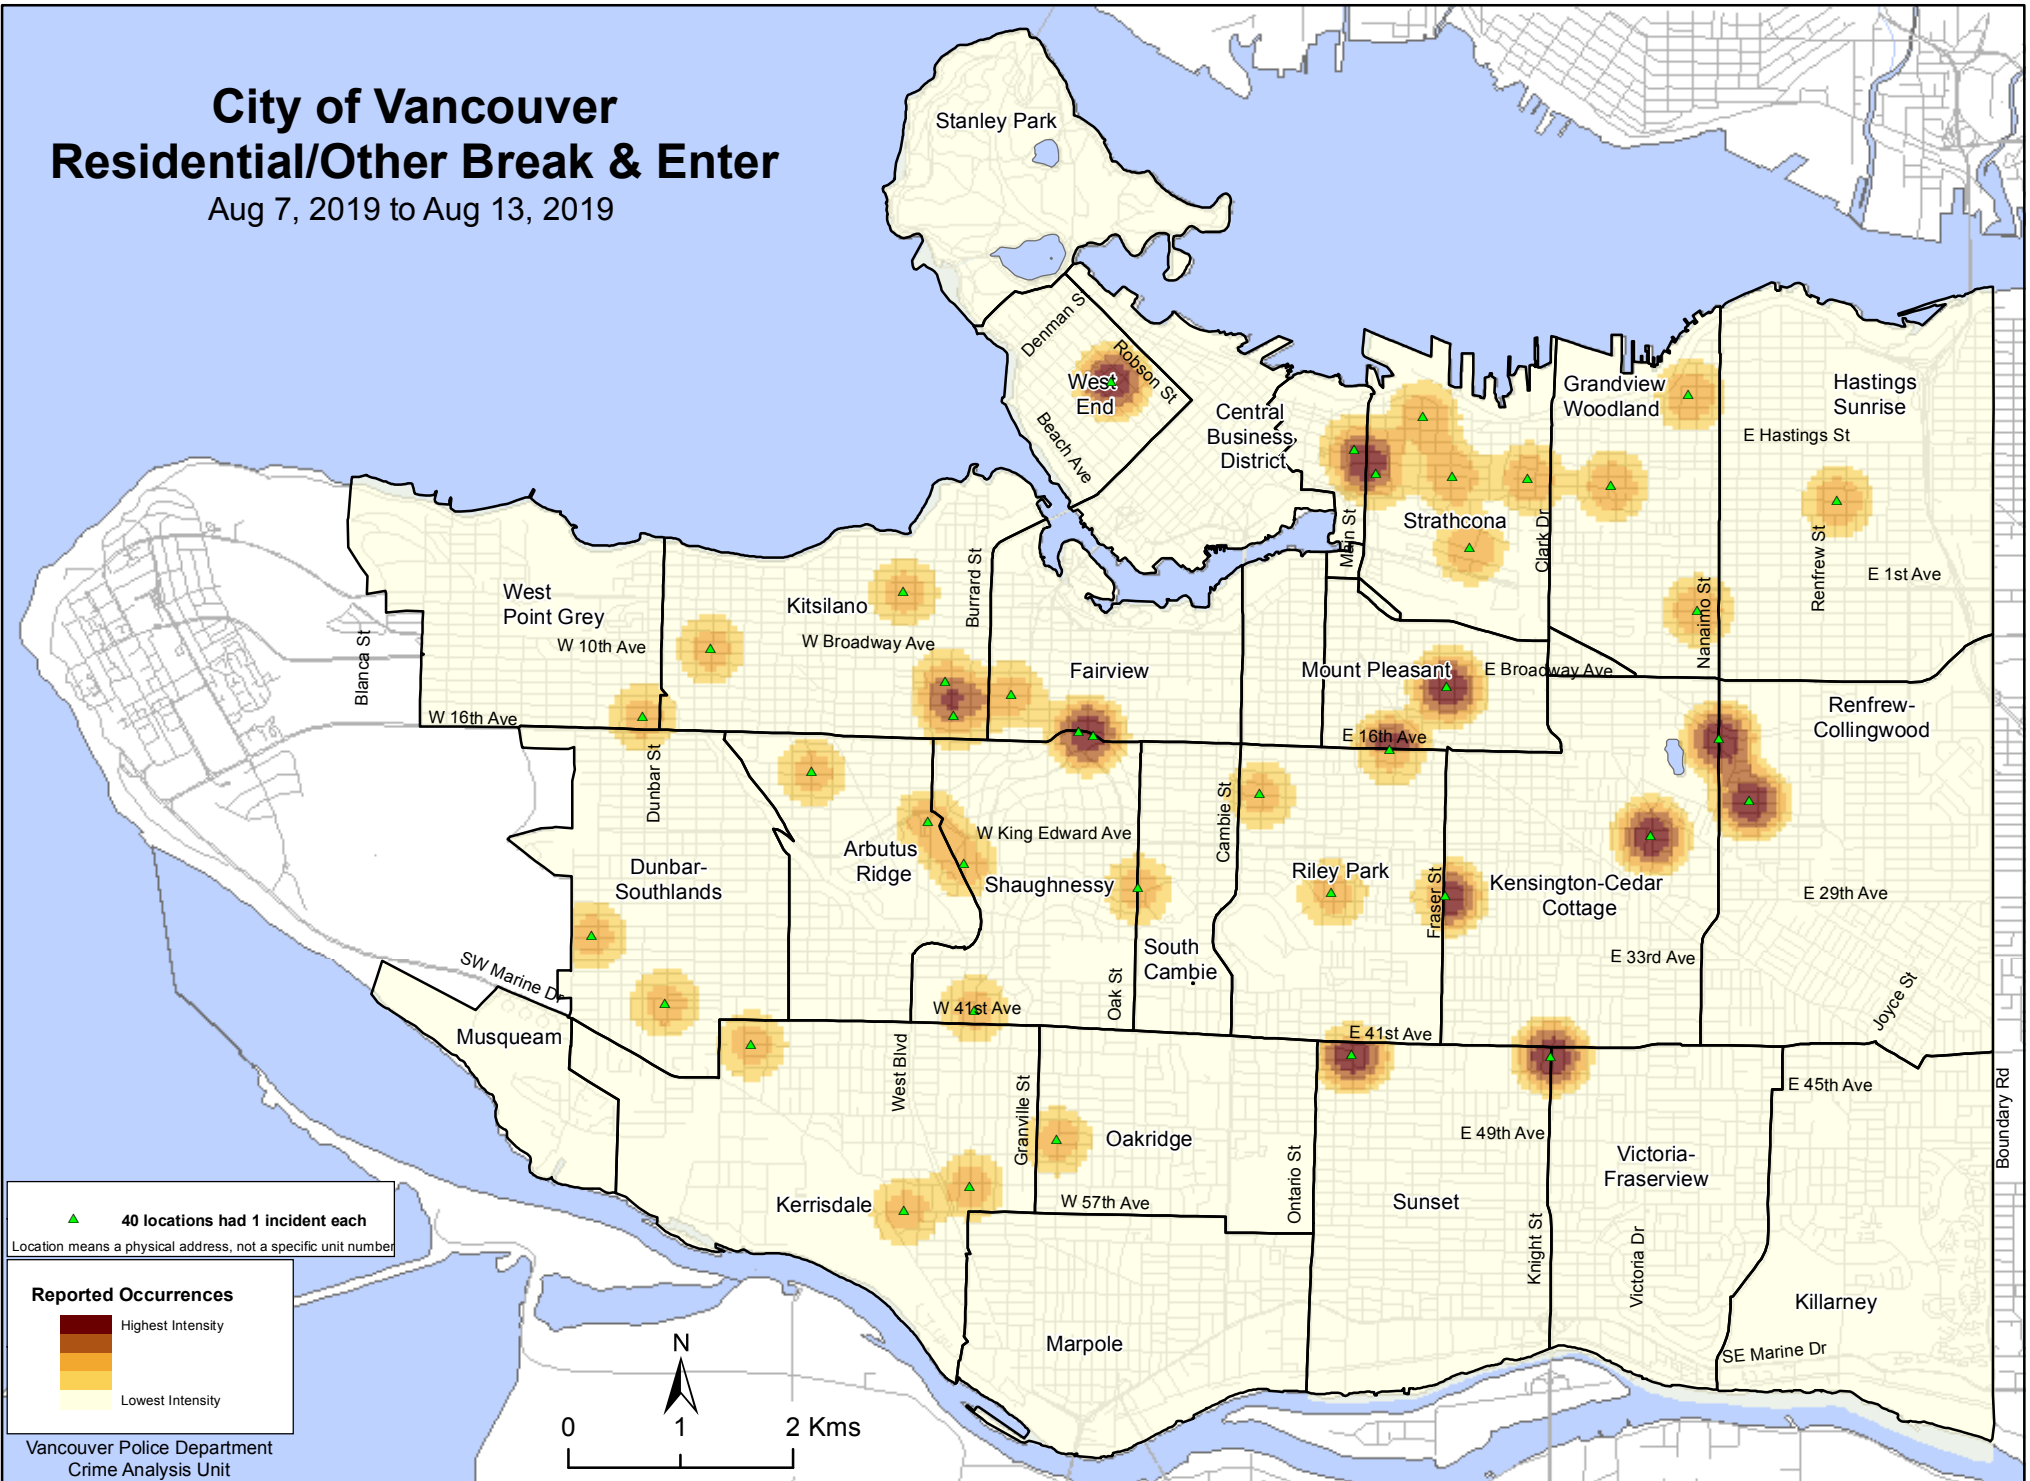 City of Vancouver
Residential/Other Break & Enter
Aug 7, 2019 to Aug 13, 2019
Stanley Park
Denman S
Robson St
West
End
Beach Ave
Central
Business
District
Grandview
Woodland
Hastings
Sunrise
E Hastings St
Strathcona
Main St
Clark Dr
Renfrew St
E 1st Ave
Nanaimo St
West
Point Grey
Kitsilano
Burrard St
W 10th Ave
W Broadway Ave
Blanca St
Fairview
Mount Pleasant
E Broadway Ave
W 16th Ave
E 16th Ave
Renfrew-
Collingwood
Dunbar St
Cambie St
W King Edward Ave
Arbutus
Ridge
Dunbar-
Southlands
Shaughnessy
Riley Park
Fraser St
Kensington-Cedar
Cottage
E 29th Ave
South
Cambie
E 33rd Ave
SW Marine Dr
Oak St
W 41st Ave
E 41st Ave
Joyce St
Musqueam
West Blvd
Granville St
E 45th Ave
Boundary Rd
Oakridge
E 49th Ave
Victoria-
Fraserview
Ontario St
Kerrisdale
W 57th Ave
Sunset
Knight St
Victoria Dr
Killarney
Marpole
SE Marine Dr
40 locations had 1 incident each
Location means a physical address, not a specific unit number
Reported Occurrences
Highest Intensity
Lowest Intensity
Vancouver Police Department
Crime Analysis Unit
N
0 1 2 Kms